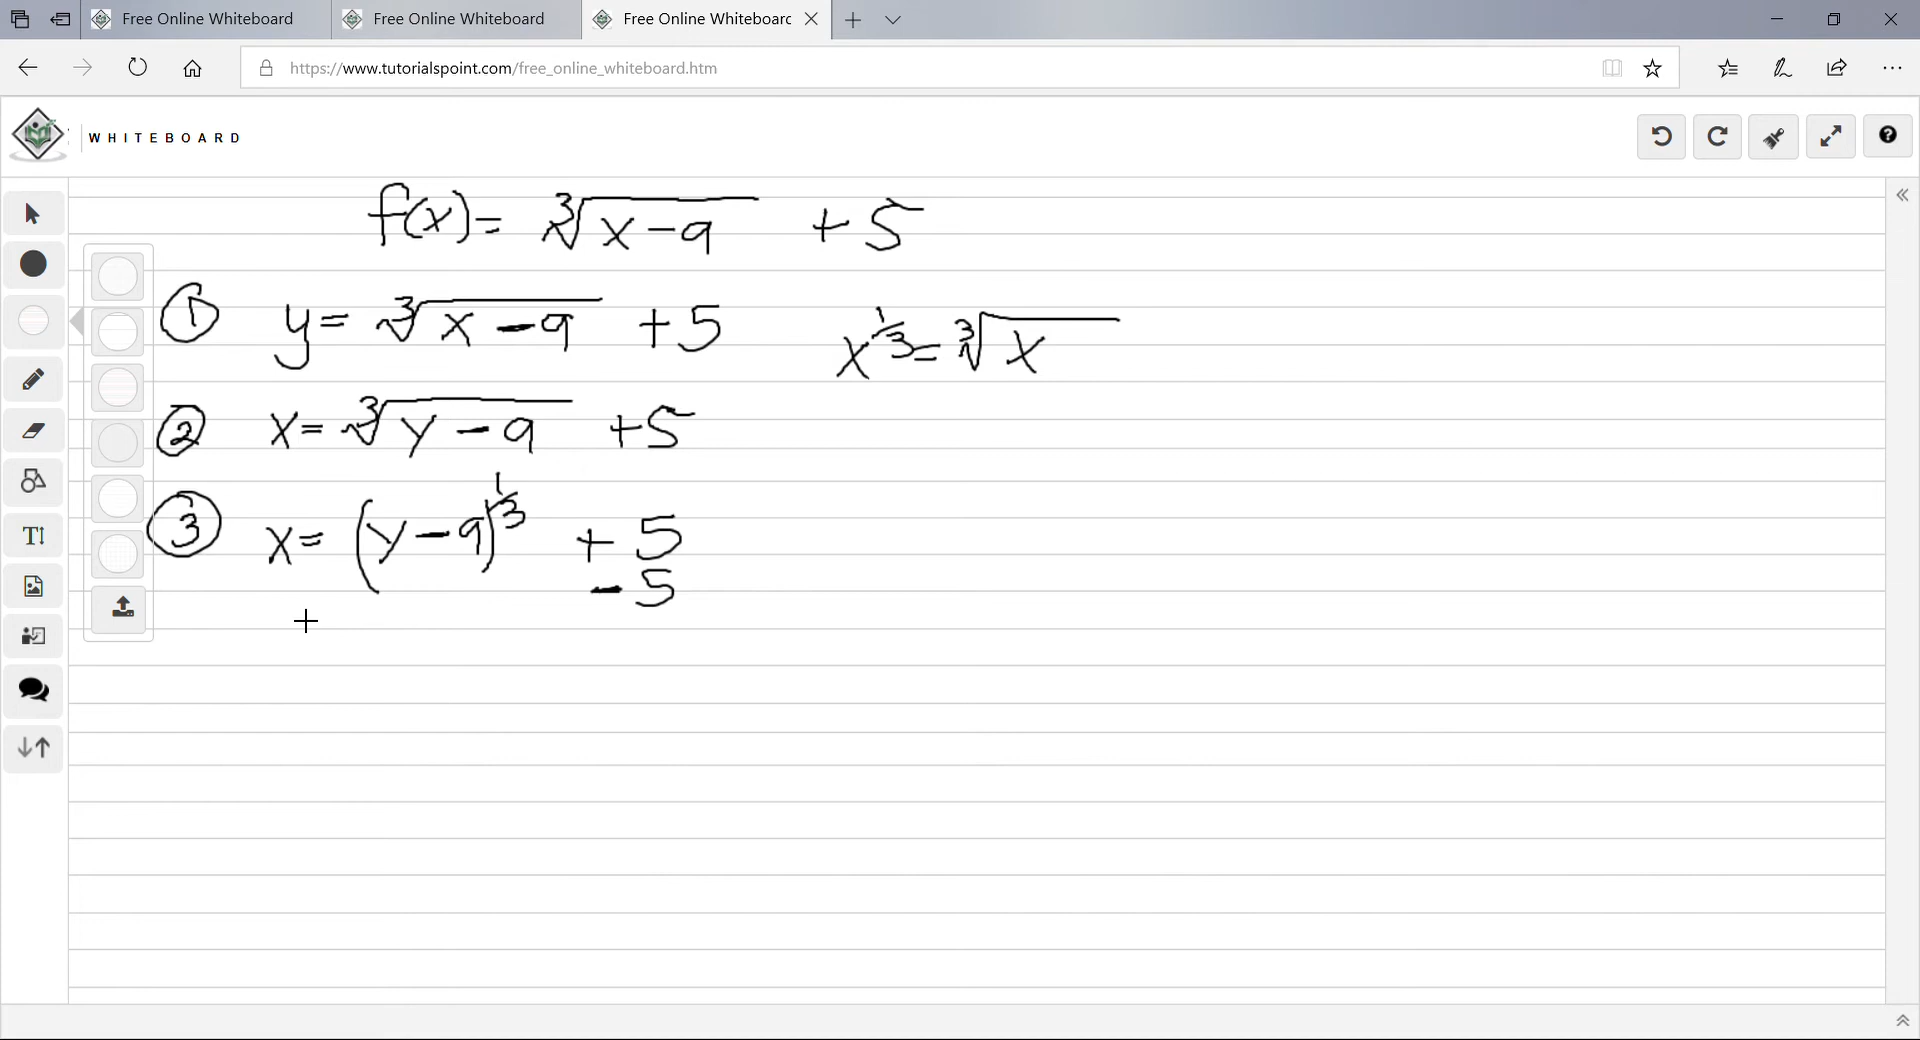 Free Online Whiteboard Free Online Whiteboard Free Online Whiteboarc
https://www.tutorialspoint.com/free_online_whiteboard.htm
WHITEBOARD
f(x)= ∛(x-9) + 5
① y= ∛(x-9) +5
x^(1/3) = ∛x
② x= ∛(y-9) +5
③ x= (y-9)^(1/3) + 5
- 5